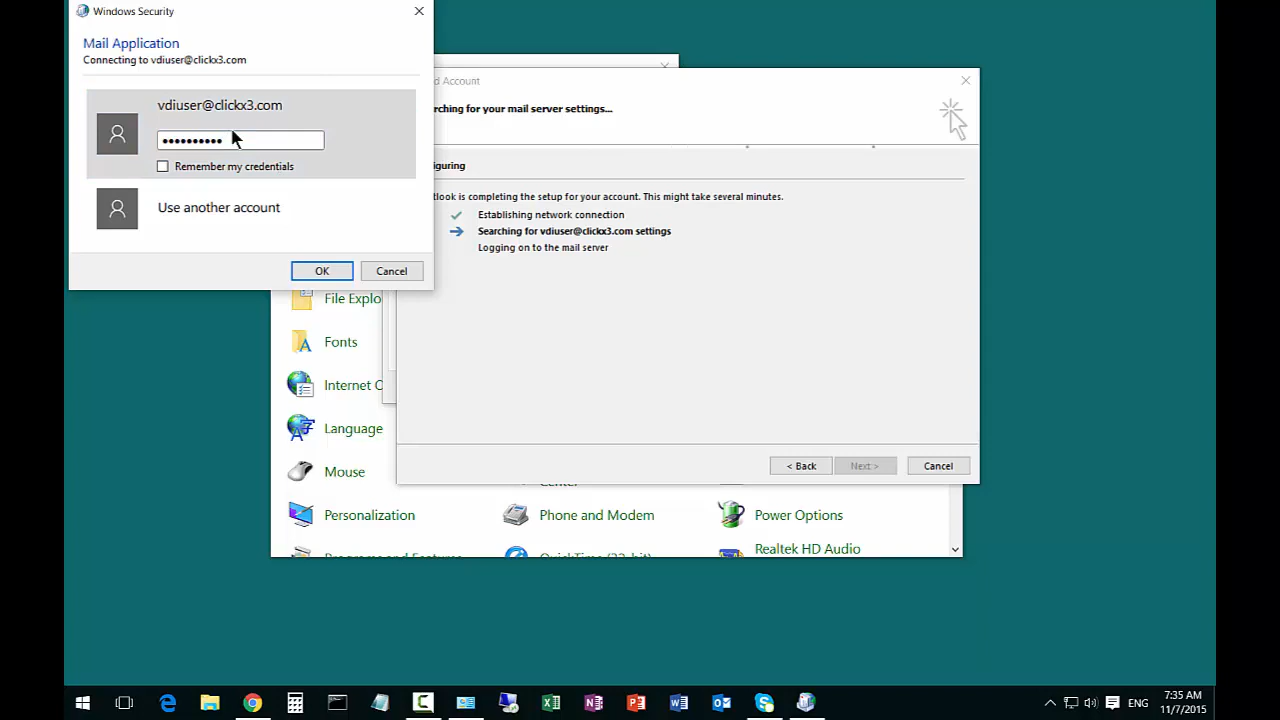 Windows Security
Mail Application
Connecting to vdiuser@clickx3.com
vdiuser@clickx3.com
Remember my credentials
Use another account
OK
Cancel
Account
rching for your mail server settings...
iguring
tlook is completing the setup for your account. This might take several minutes.
Establishing network connection
Searching for vdiuser@clickx3.com settings
Logging on to the mail server
< Back
Next >
Cancel
File Explo
Fonts
Internet O
Language
Mouse
Center
Personalization
Phone and Modem
Power Options
Programs and Features
QuickTime (32-bit)
Realtek HD Audio
ENG
7:35 AM
11/7/2015